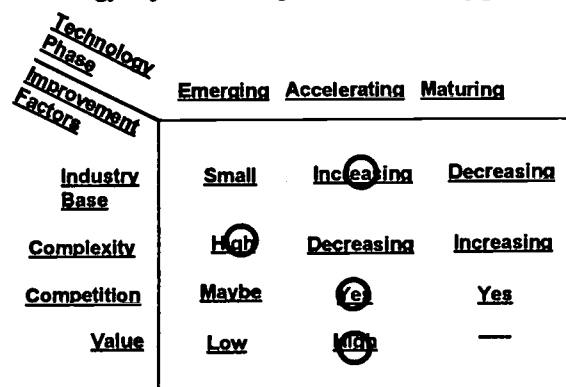 Technology
Phase
Improvement
Factors
Emerging Accelerating Maturing
Industry
Base
Small Increasing Decreasing
Complexity High Decreasing Increasing
Competition Maybe Yes Yes
Value Low High —